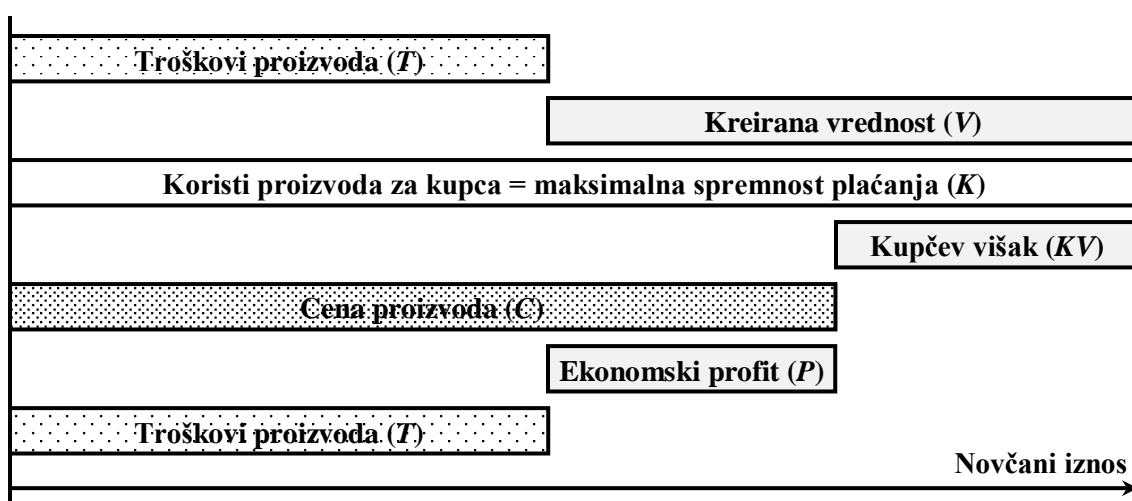 Troškovi proizvoda (T)
Kreirana vrednost (V)
Koristi proizvoda za kupca = maksimalna spremnost plaćanja (K)
Kupčev višak (KV)
Cena proizvoda (C)
Ekonomski profit (P)
Troškovi proizvoda (T)
Novčani iznos